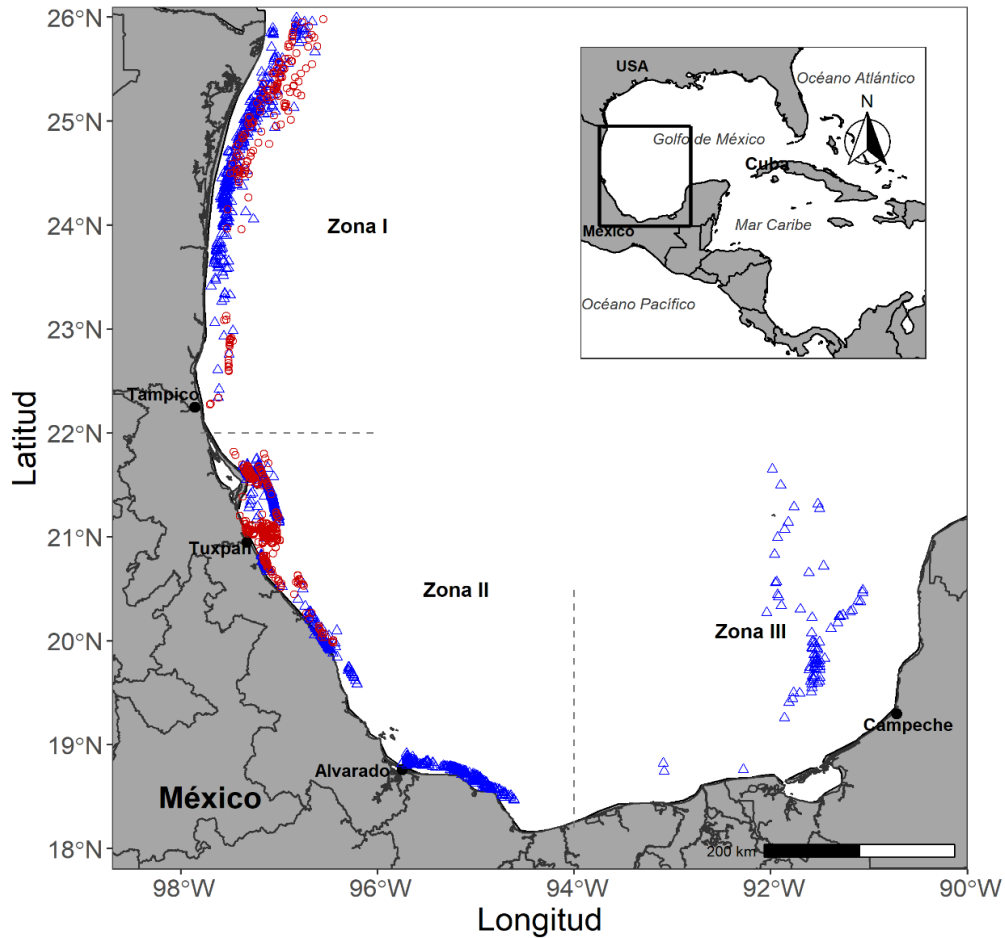 26°N
25°N
24°N
23°N
22°N
21°N
20°N
19°N
18°N
Latitud
98°W
96°W
94°W
92°W
90°W
Longitud
Zona I
Zona II
Zona III
Tampico
Tuxpan
Alvarado
Campeche
México
200 km
USA
Océano Atlántico
N
Golfo de México
Cuba
México
Mar Caribe
Océano Pacífico